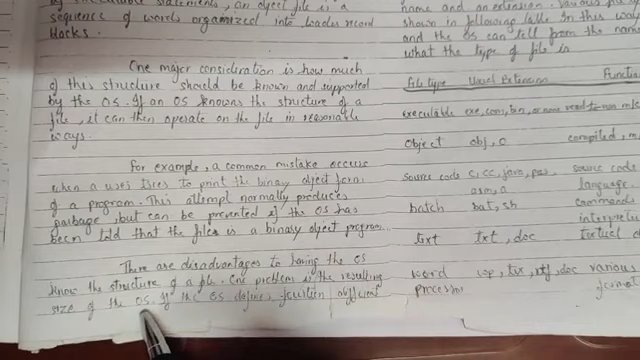 executable statements, an object file is a
sequence of words organized into loader record
blocks.
One major consideration is how much
of this structure should be known and supported
by the OS. If an OS knowns the structure of a
file, it can then operate on the file in reasonable
ways.
For example, a common mistake occurs
when a user tries to print the binary object form
of a program. This attempt normally produces
garbage, but can be prevented if the OS has
been told that the file is a binary object program.
There are disadvantages to having the OS
know the structure of a file. One problem is the resulting
size of the OS. If the OS defines different
name and an extension. Various
shown in following table In this way
and the OS can tell from the name
what the type of file is
File type Usual Extension Function
executable exe, com, bin, or none
Object obj, o compiled, m
source code c, cc, java, pas source code
asm, a language
batch bat, sh commands
text txt, doc textual
word wp, tex, rtf, doc various
processor format